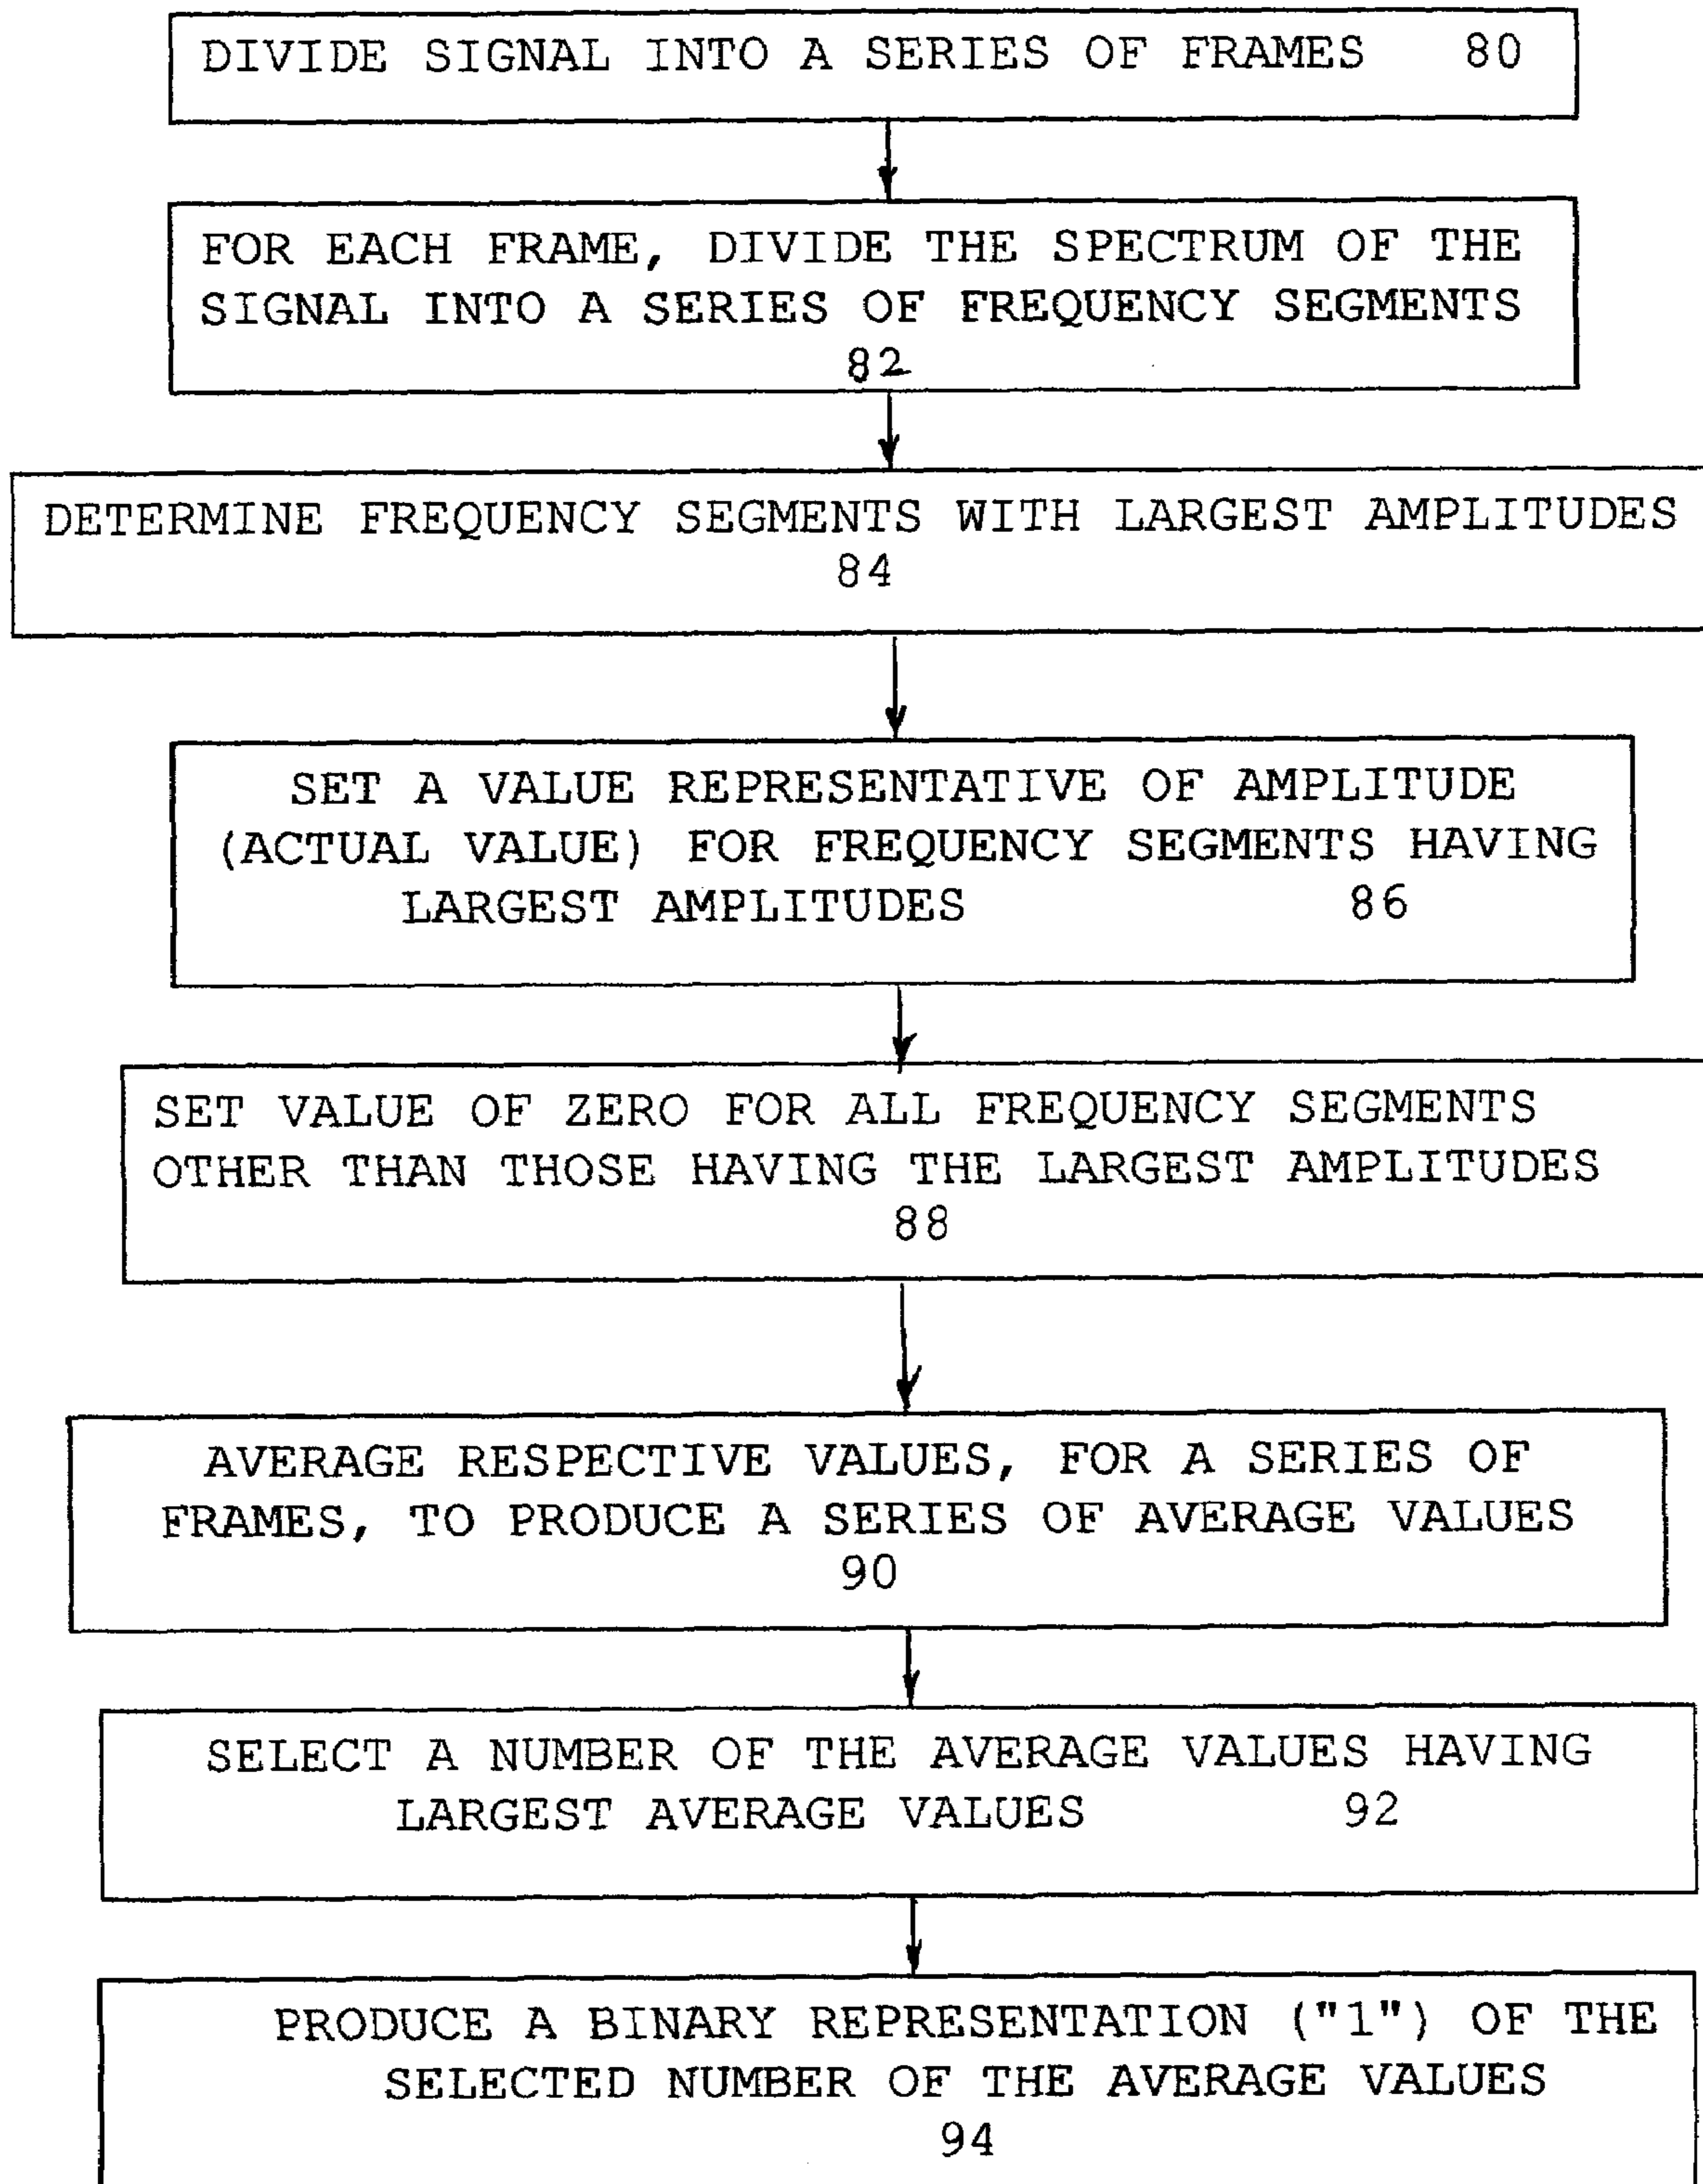 DIVIDE SIGNAL INTO A SERIES OF FRAMES 80
FOR EACH FRAME, DIVIDE THE SPECTRUM OF THE
SIGNAL INTO A SERIES OF FREQUENCY SEGMENTS
82
DETERMINE FREQUENCY SEGMENTS WITH LARGEST AMPLITUDES
84
SET A VALUE REPRESENTATIVE OF AMPLITUDE
(ACTUAL VALUE) FOR FREQUENCY SEGMENTS HAVING
LARGEST AMPLITUDES 86
SET VALUE OF ZERO FOR ALL FREQUENCY SEGMENTS
OTHER THAN THOSE HAVING THE LARGEST AMPLITUDES
88
AVERAGE RESPECTIVE VALUES, FOR A SERIES OF
FRAMES, TO PRODUCE A SERIES OF AVERAGE VALUES
90
SELECT A NUMBER OF THE AVERAGE VALUES HAVING
LARGEST AVERAGE VALUES 92
PRODUCE A BINARY REPRESENTATION ("1") OF THE
SELECTED NUMBER OF THE AVERAGE VALUES
94